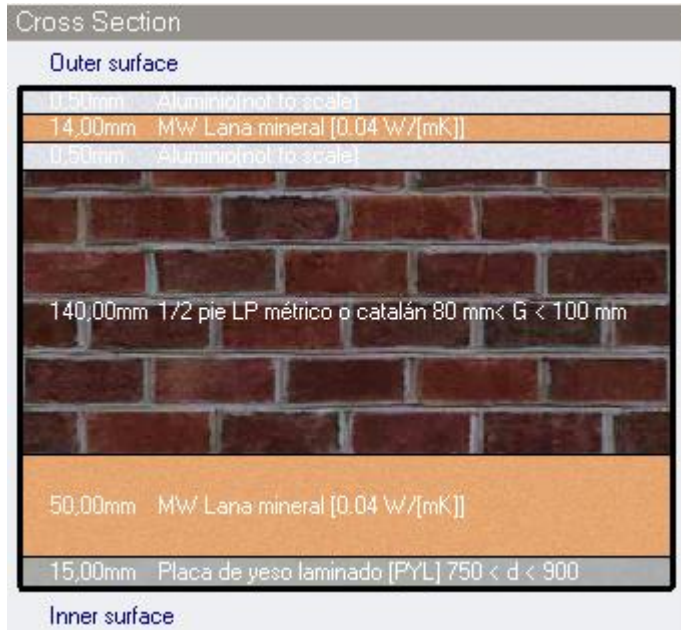 Cross Section
Outer surface
0,50mm Aluminio(not to scale)
14,00mm MW Lana mineral [0.04 W/[mK]]
0,50mm Aluminio(not to scale)
140,00mm 1/2 pie LP métrico o catalán 80 mm< G < 100 mm
50,00mm MW Lana mineral [0.04 W/[mK]]
15,00mm Placa de yeso laminado [PYL] 750 < d < 900
Inner surface